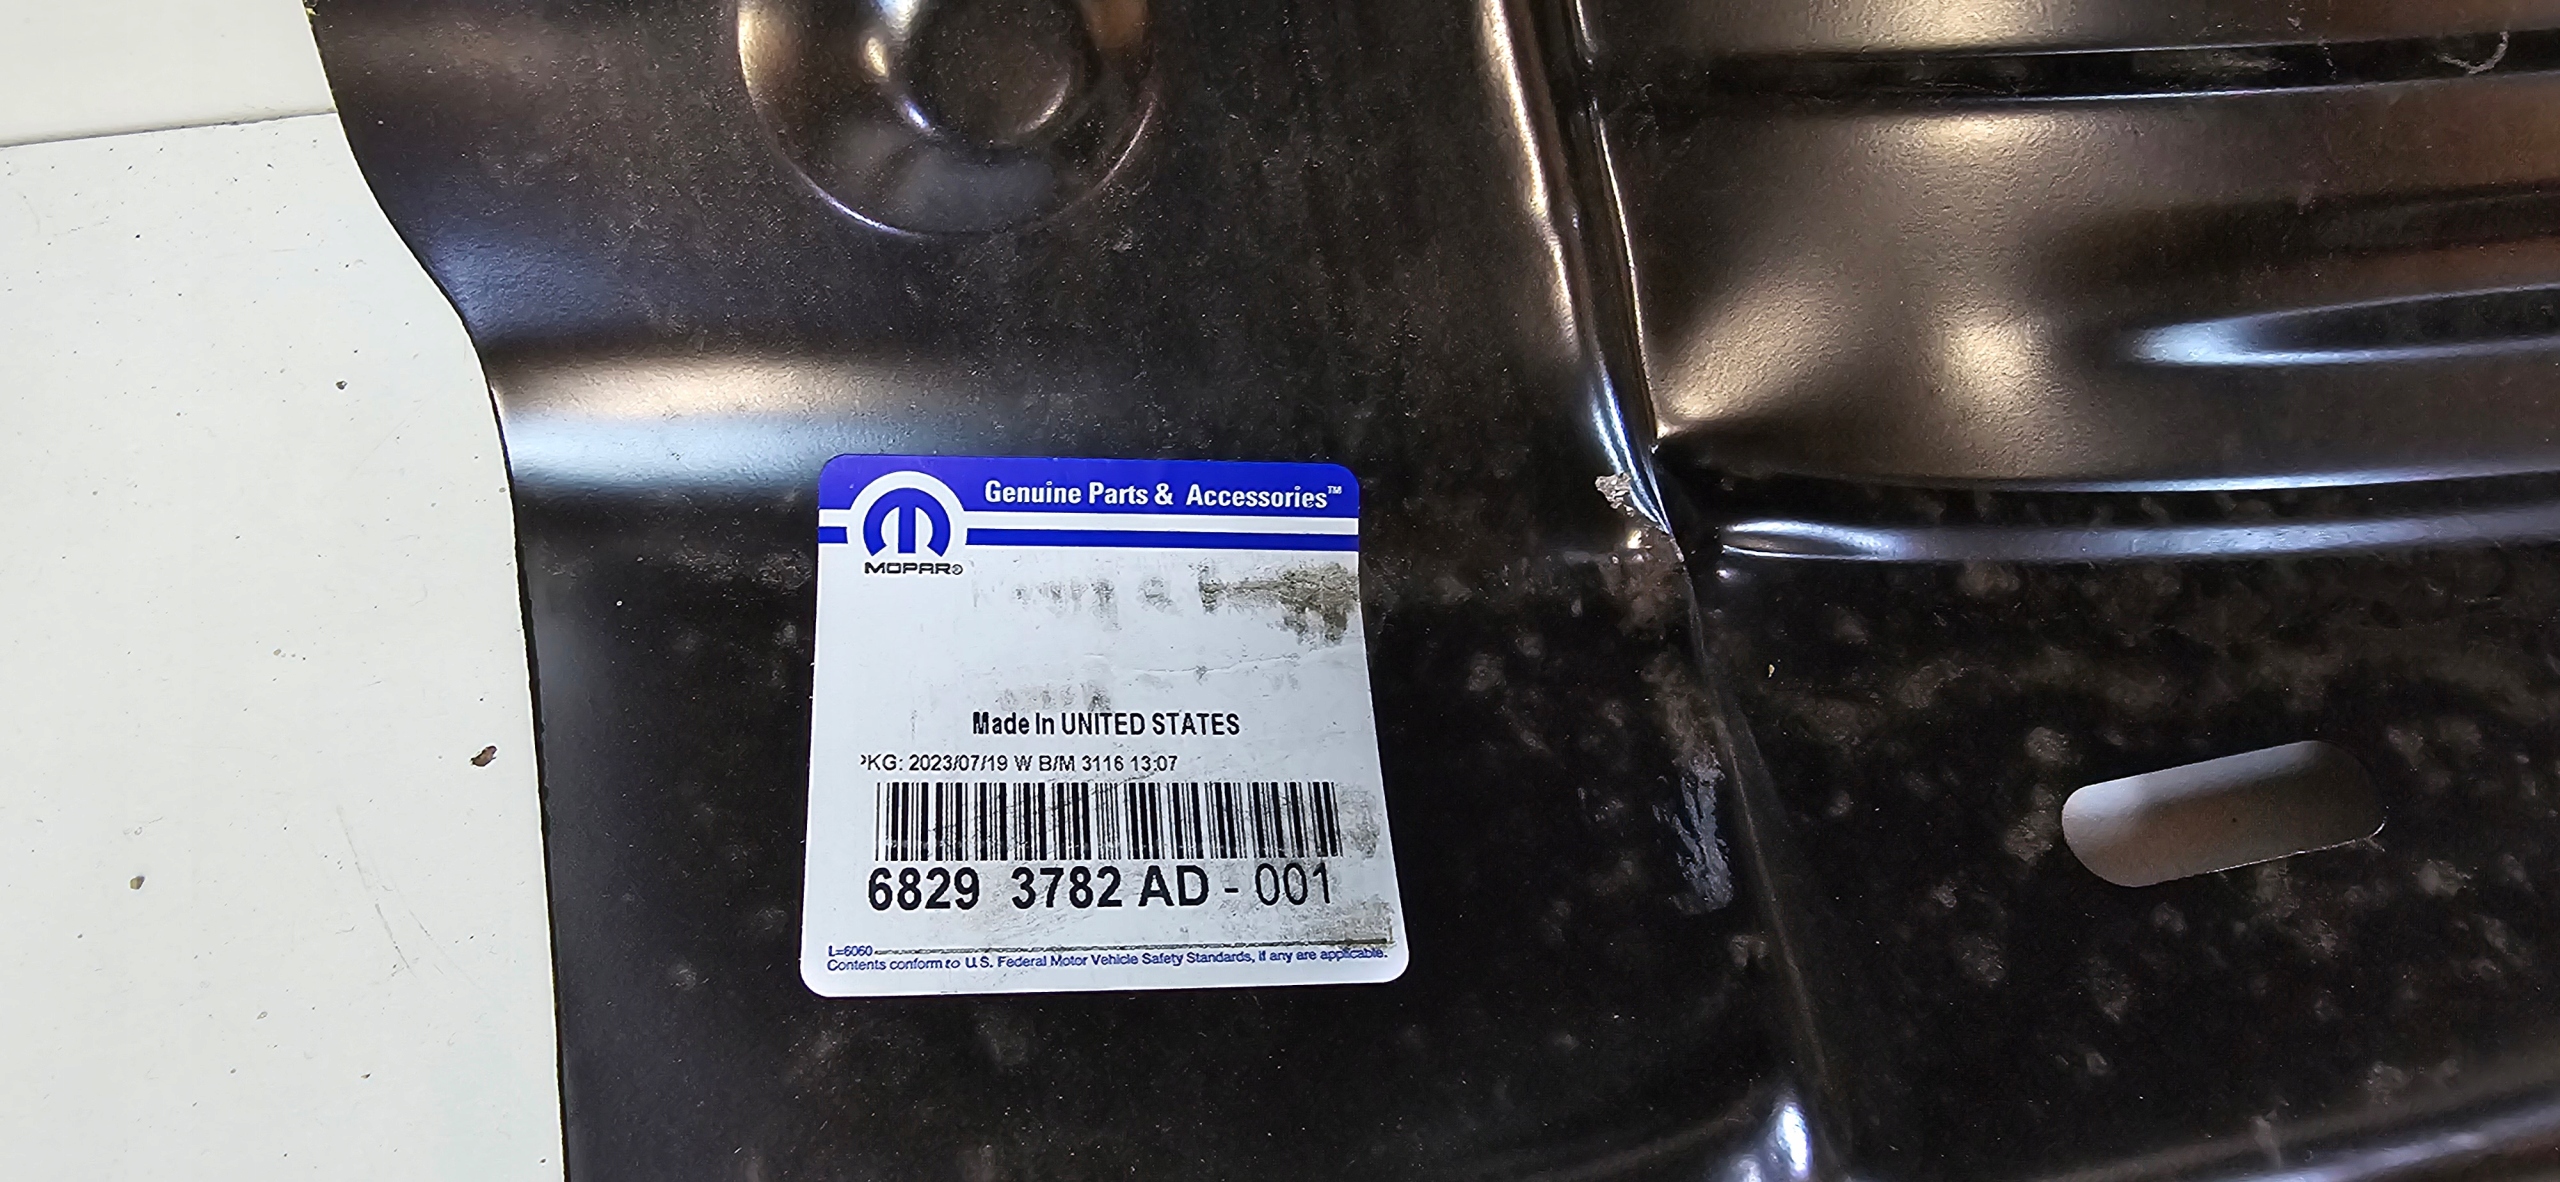 Genuine Parts & Accessories™
MOPAR®
Made In UNITED STATES
PKG: 2023/07/19 W B/M 3116 13:07
6829 3782 AD - 001
L=6060
Contents conform to U.S. Federal Motor Vehicle Safety Standards, if any are applicable.